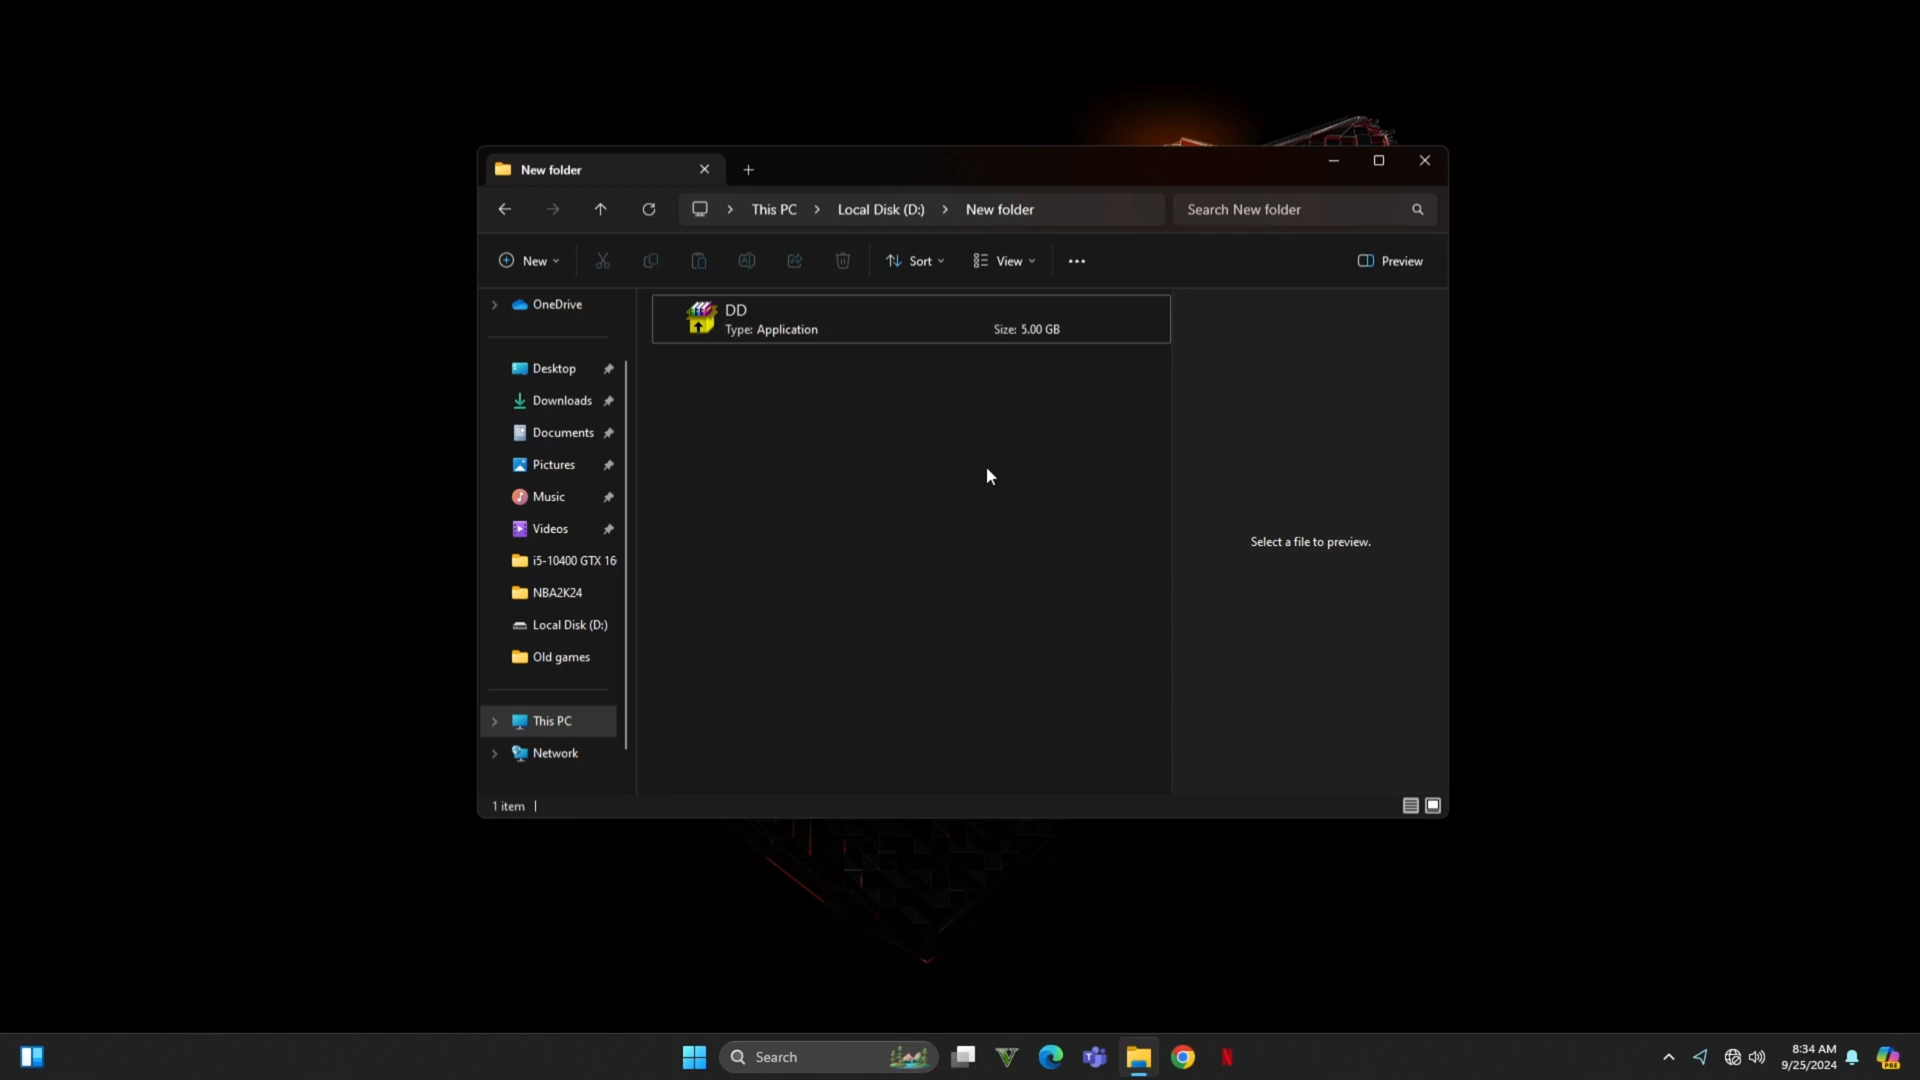 New folder
This PC > Local Disk (D:) > New folder
Search New folder
New
Sort
View
Preview
OneDrive
DD
Type: Application
Size: 5.00 GB
Desktop
Downloads
Documents
Pictures
Music
Videos
i5-10400 GTX 16
NBA2K24
Local Disk (D:)
Old games
This PC
Network
Select a file to preview.
1 item
Search
8:34 AM
9/25/2024
PRE